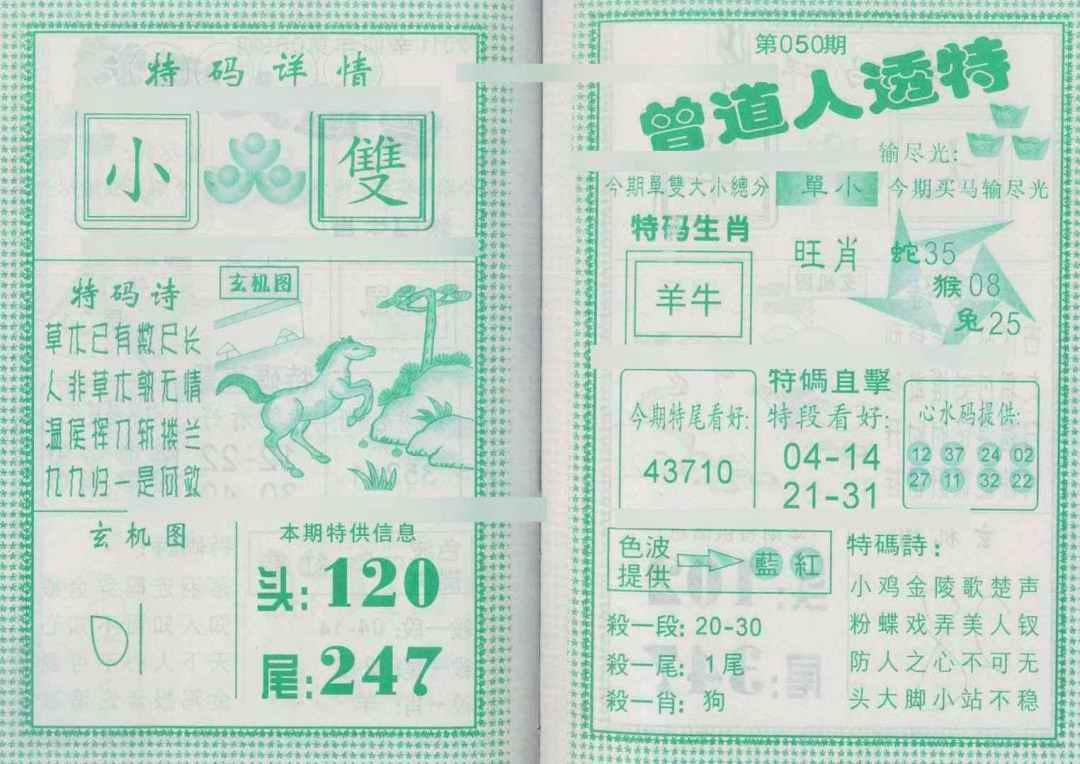 特码详情
小 雙
特码诗
草木已有数尺长
人非草木孰无情
温侯挥刀斩楼兰
九九归一是何数
玄机图
玄机图
本期特供信息
头:120
尾:247
第050期
曾道人透特
输尽光:
今期單雙大小總分 單小 今期买马输尽光
特码生肖
羊牛
旺肖
蛇35
猴08
兔25
今期特尾看好:
43710
特碼直擊
特段看好:
04-14
21-31
心水码提供:
12 37 24 02
27 11 32 22
色波
提供
藍 紅
殺一段: 20-30
殺一尾: 1尾
殺一肖: 狗
特碼詩:
小鸡金陵歌楚声
粉蝶戏弄美人钗
防人之心不可无
头大脚小站不稳